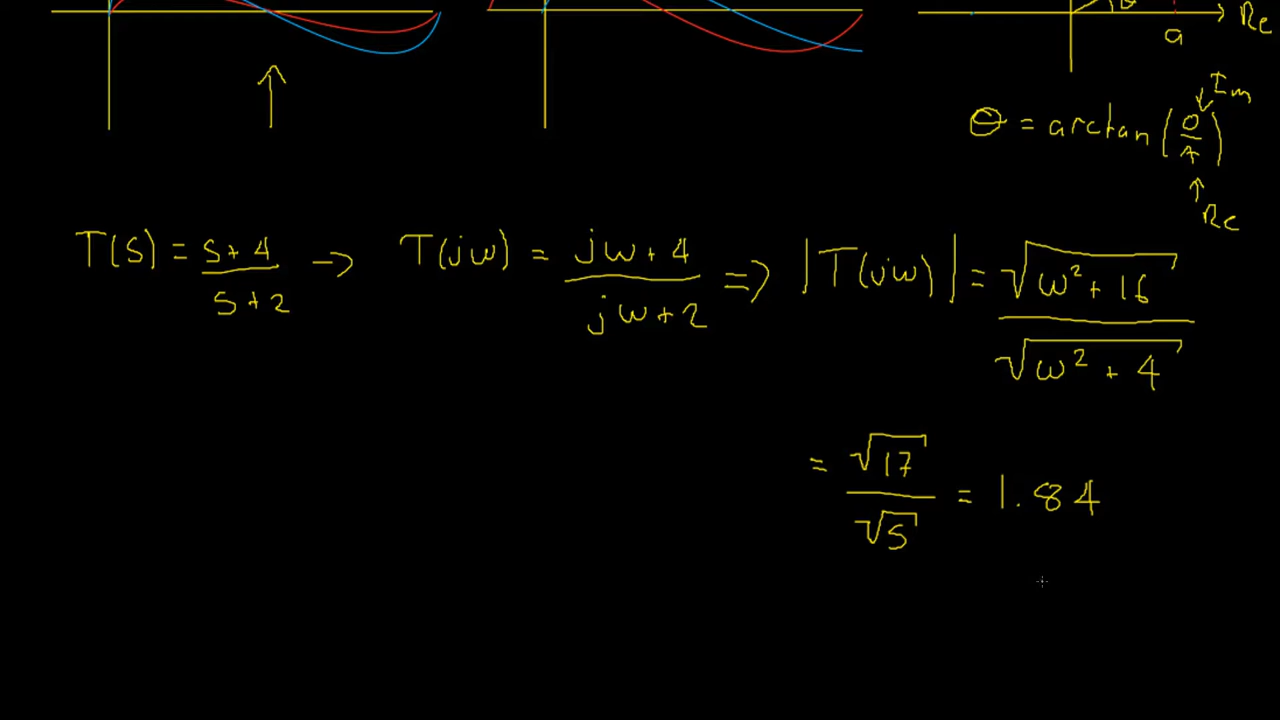 Re
a
Im
θ = arctan (O/A)
Re
T(s) = s+4/s+2 → T(jω) = jω+4/jω+2 ⇒ |T(jω)| = √ω²+16/√ω²+4
= √17/√5 = 1.84